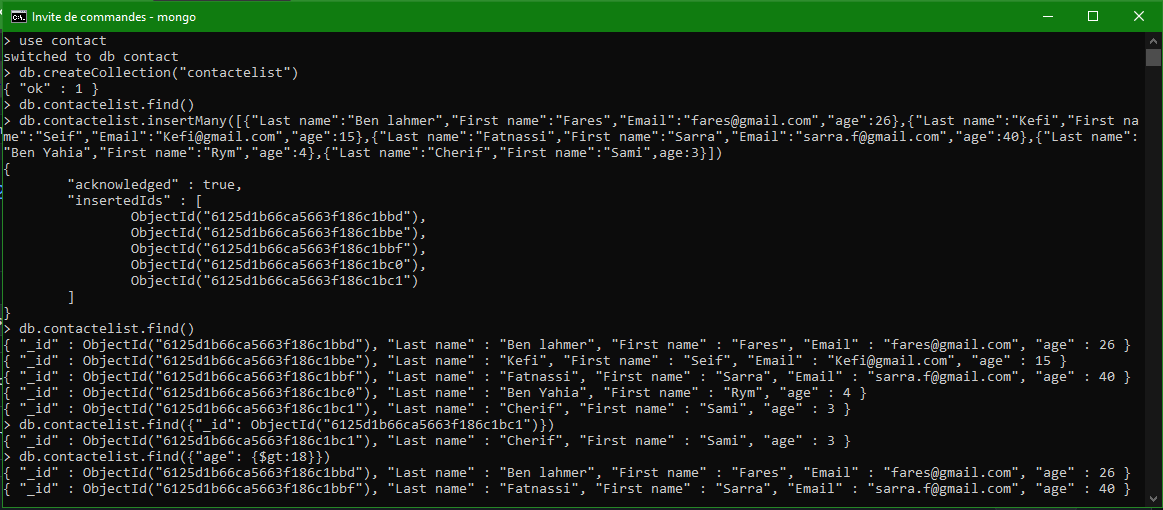 Invite de commandes - mongo
> use contact
switched to db contact
> db.createCollection("contactelist")
{ "ok" : 1 }
> db.contactelist.find()
> db.contactelist.insertMany([{"Last name":"Ben lahmer","First name":"Fares","Email":"fares@gmail.com","age":26},{"Last name":"Kefi","First na
me":"Seif","Email":"Kefi@gmail.com","age":15},{"Last name":"Fatnassi","First name":"Sarra","Email":"sarra.f@gmail.com","age":40},{"Last name":
"Ben Yahia","First name":"Rym","age":4},{"Last name":"Cherif","First name":"Sami",age:3}])
{
        "acknowledged" : true,
        "insertedIds" : [
                ObjectId("6125d1b66ca5663f186c1bbd"),
                ObjectId("6125d1b66ca5663f186c1bbe"),
                ObjectId("6125d1b66ca5663f186c1bbf"),
                ObjectId("6125d1b66ca5663f186c1bc0"),
                ObjectId("6125d1b66ca5663f186c1bc1")
        ]
}
> db.contactelist.find()
{ "_id" : ObjectId("6125d1b66ca5663f186c1bbd"), "Last name" : "Ben lahmer", "First name" : "Fares", "Email" : "fares@gmail.com", "age" : 26 }
{ "_id" : ObjectId("6125d1b66ca5663f186c1bbe"), "Last name" : "Kefi", "First name" : "Seif", "Email" : "Kefi@gmail.com", "age" : 15 }
{ "_id" : ObjectId("6125d1b66ca5663f186c1bbf"), "Last name" : "Fatnassi", "First name" : "Sarra", "Email" : "sarra.f@gmail.com", "age" : 40 }
{ "_id" : ObjectId("6125d1b66ca5663f186c1bc0"), "Last name" : "Ben Yahia", "First name" : "Rym", "age" : 4 }
{ "_id" : ObjectId("6125d1b66ca5663f186c1bc1"), "Last name" : "Cherif", "First name" : "Sami", "age" : 3 }
> db.contactelist.find({"_id": ObjectId("6125d1b66ca5663f186c1bc1")})
{ "_id" : ObjectId("6125d1b66ca5663f186c1bc1"), "Last name" : "Cherif", "First name" : "Sami", "age" : 3 }
> db.contactelist.find({"age": {$gt:18}})
{ "_id" : ObjectId("6125d1b66ca5663f186c1bbd"), "Last name" : "Ben lahmer", "First name" : "Fares", "Email" : "fares@gmail.com", "age" : 26 }
{ "_id" : ObjectId("6125d1b66ca5663f186c1bbf"), "Last name" : "Fatnassi", "First name" : "Sarra", "Email" : "sarra.f@gmail.com", "age" : 40 }